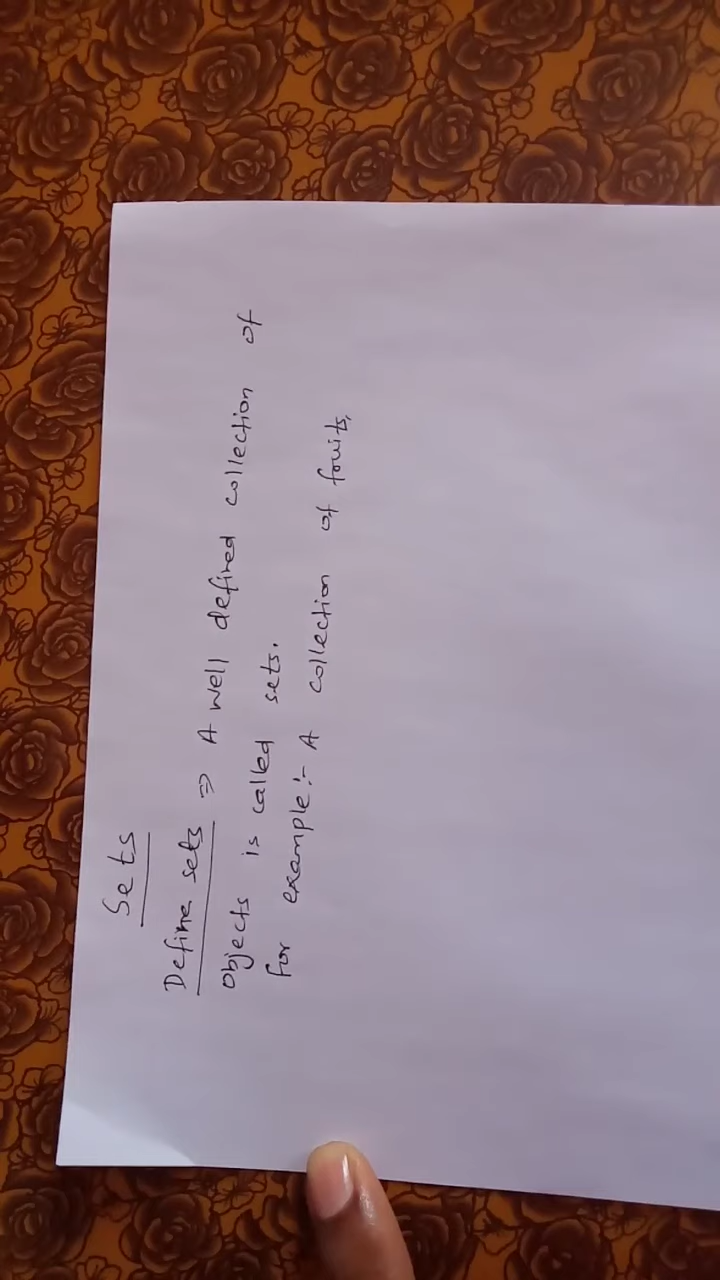 Sets
Define sets ⇒ A well defined collection of
objects is called sets.
for example:- A collection of fruits,